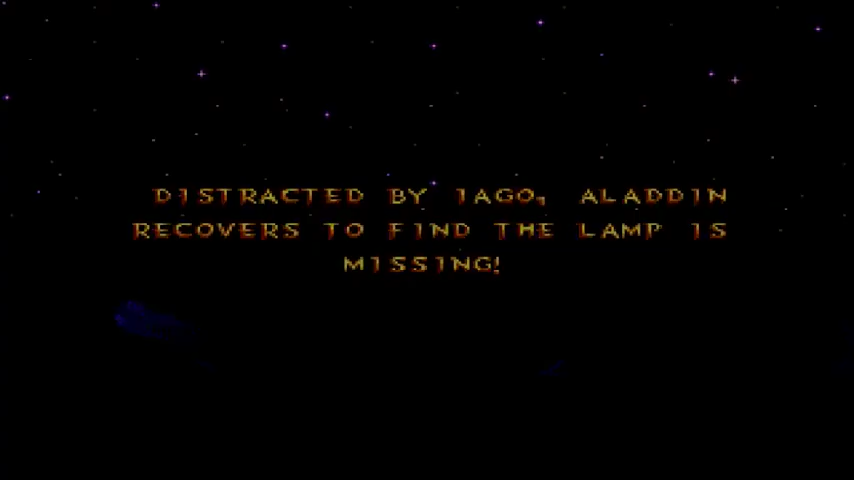 DISTRACTED BY IAGO, ALADDIN
RECOVERS TO FIND THE LAMP IS
MISSING!